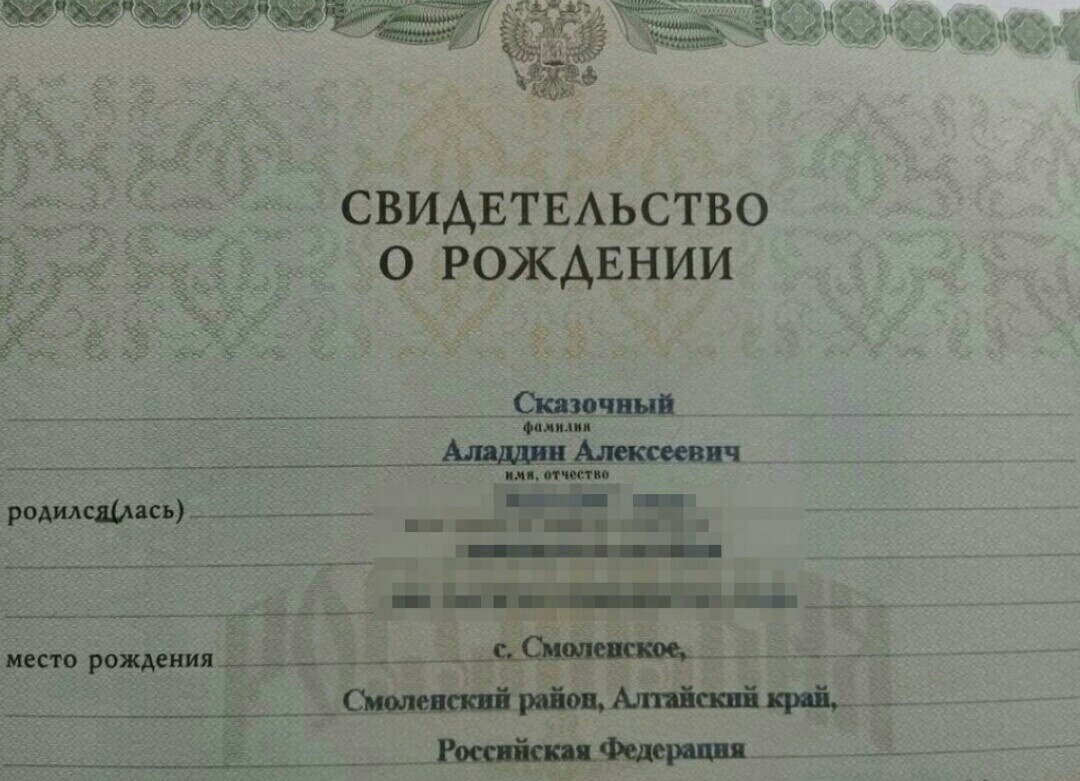 СВИДЕТЕЛЬСТВО
О РОЖДЕНИИ
Сказочный
фамилия
Аладдин Алексеевич
имя, отчество
родился(лась)
место рождения с. Смоленское,
Смоленский район, Алтайский край,
Российская Федерация